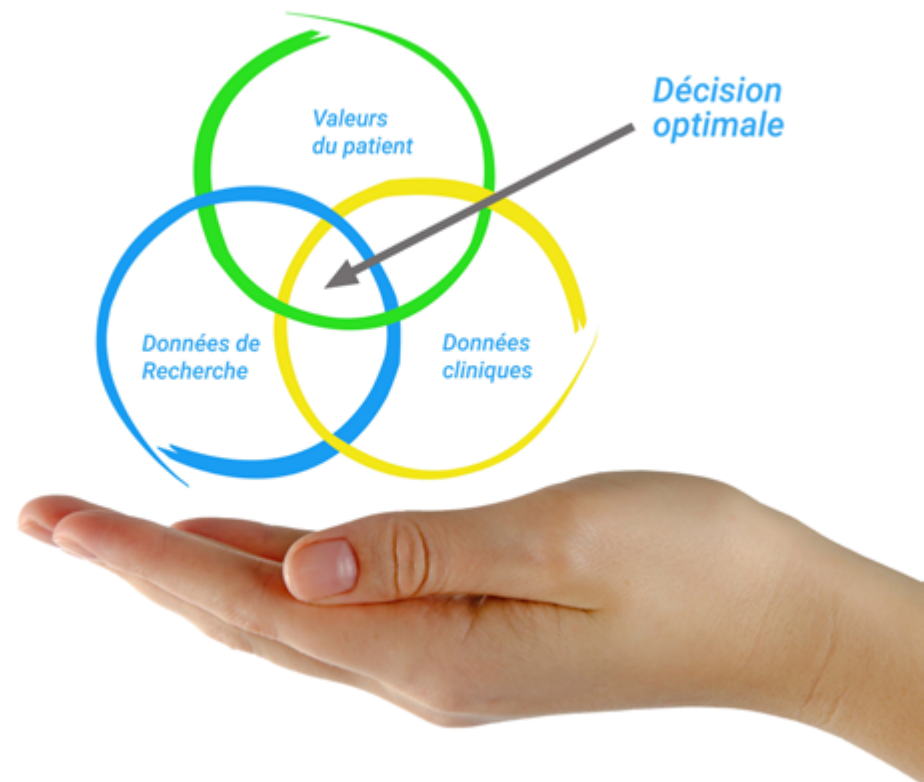 Valeurs
du patient
Décision
optimale
Données de
Recherche
Données
cliniques